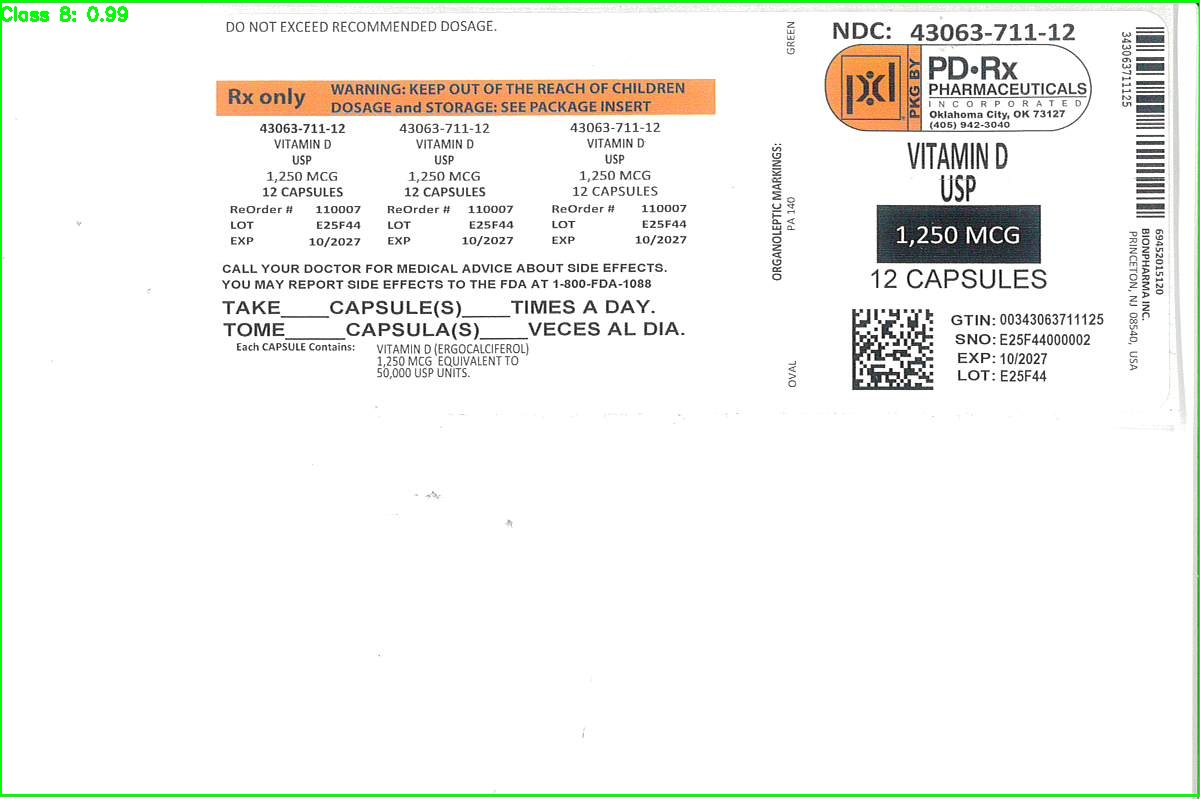 Class 8: 0.99
DO NOT EXCEED RECOMMENDED DOSAGE.
Rx only
WARNING: KEEP OUT OF THE REACH OF CHILDREN
DOSAGE and STORAGE: SEE PACKAGE INSERT
43063-711-12 43063-711-12 43063-711-12
VITAMIN D VITAMIN D VITAMIN D
USP USP USP
1,250 MCG 1,250 MCG 1,250 MCG
12 CAPSULES 12 CAPSULES 12 CAPSULES
ReOrder # 110007 ReOrder # 110007 ReOrder # 110007
LOT E25F44 LOT E25F44 LOT E25F44
EXP 10/2027 EXP 10/2027 EXP 10/2027
CALL YOUR DOCTOR FOR MEDICAL ADVICE ABOUT SIDE EFFECTS.
YOU MAY REPORT SIDE EFFECTS TO THE FDA AT 1-800-FDA-1088
TAKE_____CAPSULE(S)_____TIMES A DAY.
TOME______CAPSULA(S)_____VECES AL DIA.
Each CAPSULE Contains: VITAMIN D (ERGOCALCIFEROL)
1,250 MCG EQUIVALENT TO
50,000 USP UNITS.
GREEN
ORGANOLEPTIC MARKINGS:
PA 140
OVAL
NDC: 43063-711-12
PKG BY
PD•Rx
PHARMACEUTICALS
INCORPORATED
Oklahoma City, OK 73127
(405) 942-3040
VITAMIN D
USP
1,250 MCG
12 CAPSULES
GTIN: 00343063711125
SNO: E25F44000002
EXP: 10/2027
LOT: E25F44
343063711125
69452015120
BIONPHARMA INC.
PRINCETON, NJ 08540, USA